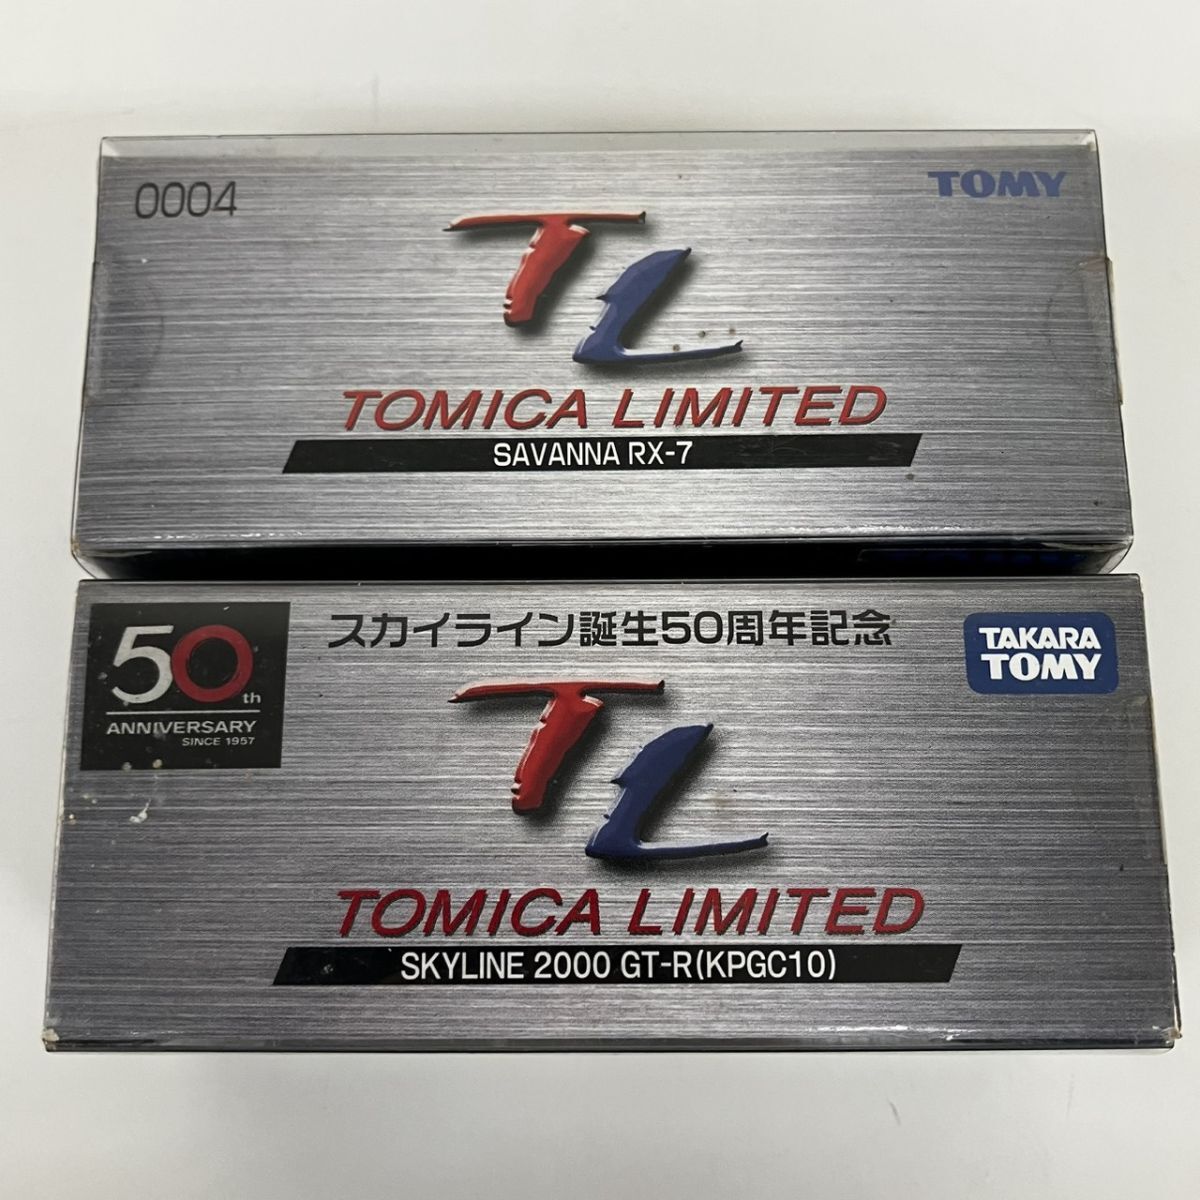 0004
TOMY
TL
TOMICA LIMITED
SAVANNA RX-7
50th
ANNIVERSARY
SINCE 1957
スカイライン誕生50周年記念
TAKARA
TOMY
TL
TOMICA LIMITED
SKYLINE 2000 GT-R(KPGC10)